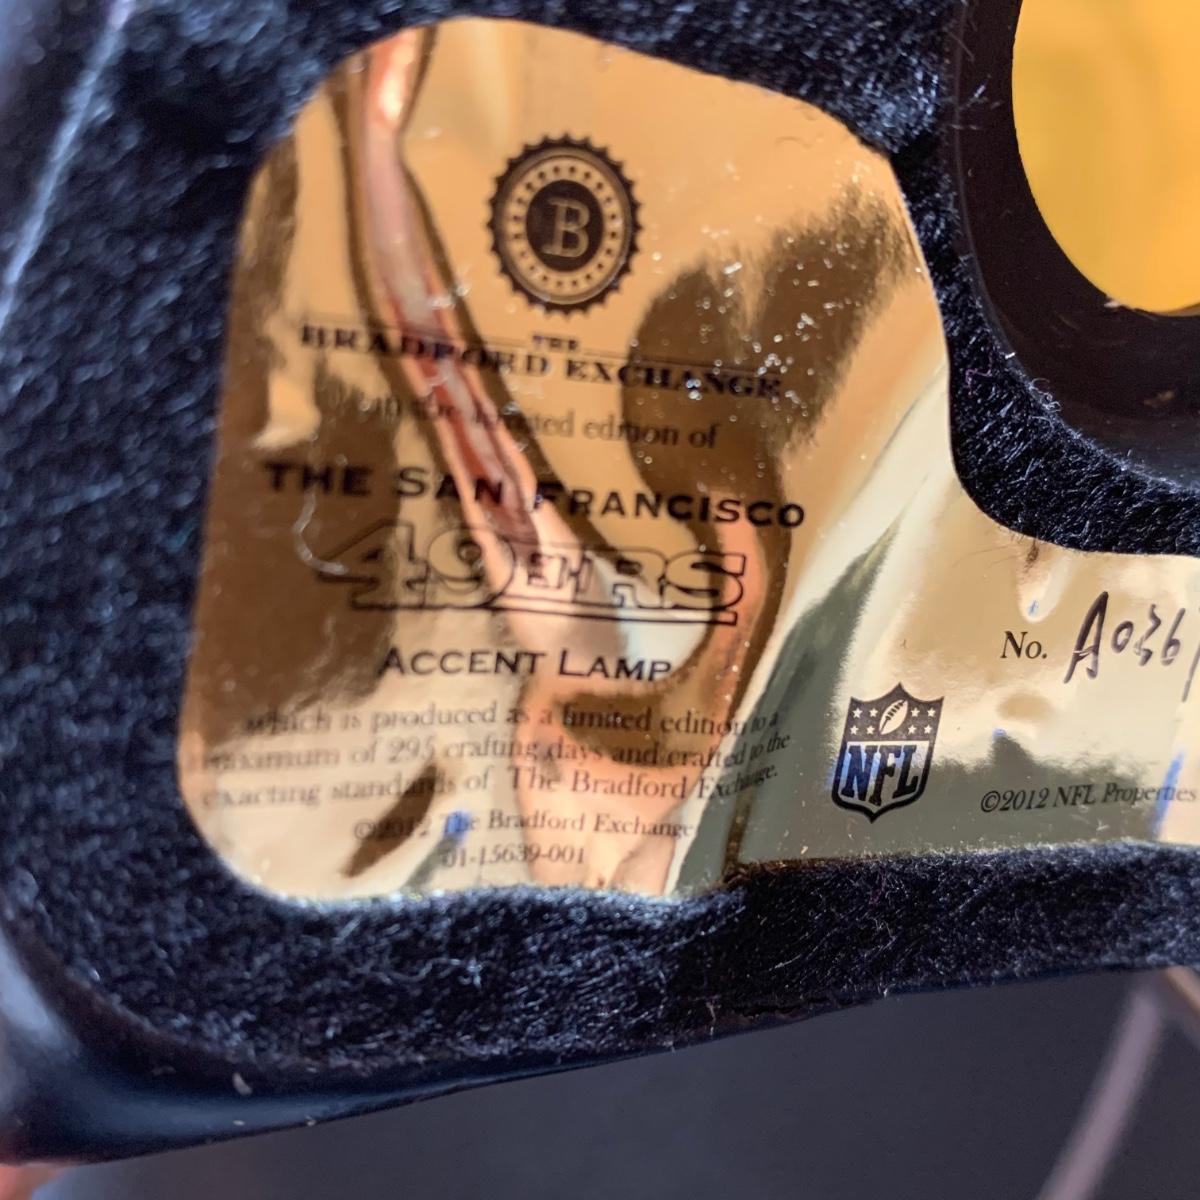 B
THE
BRADFORD EXCHANGE
the limited edition of
THE SAN FRANCISCO
49ERS
ACCENT LAMP
which is produced as a limited edition to a
maximum of 295 crafting days and crafted to the
exacting standards of The Bradford Exchange.
©2012 The Bradford Exchange
01-15639-001
No. A0361
NFL
©2012 NFL Properties